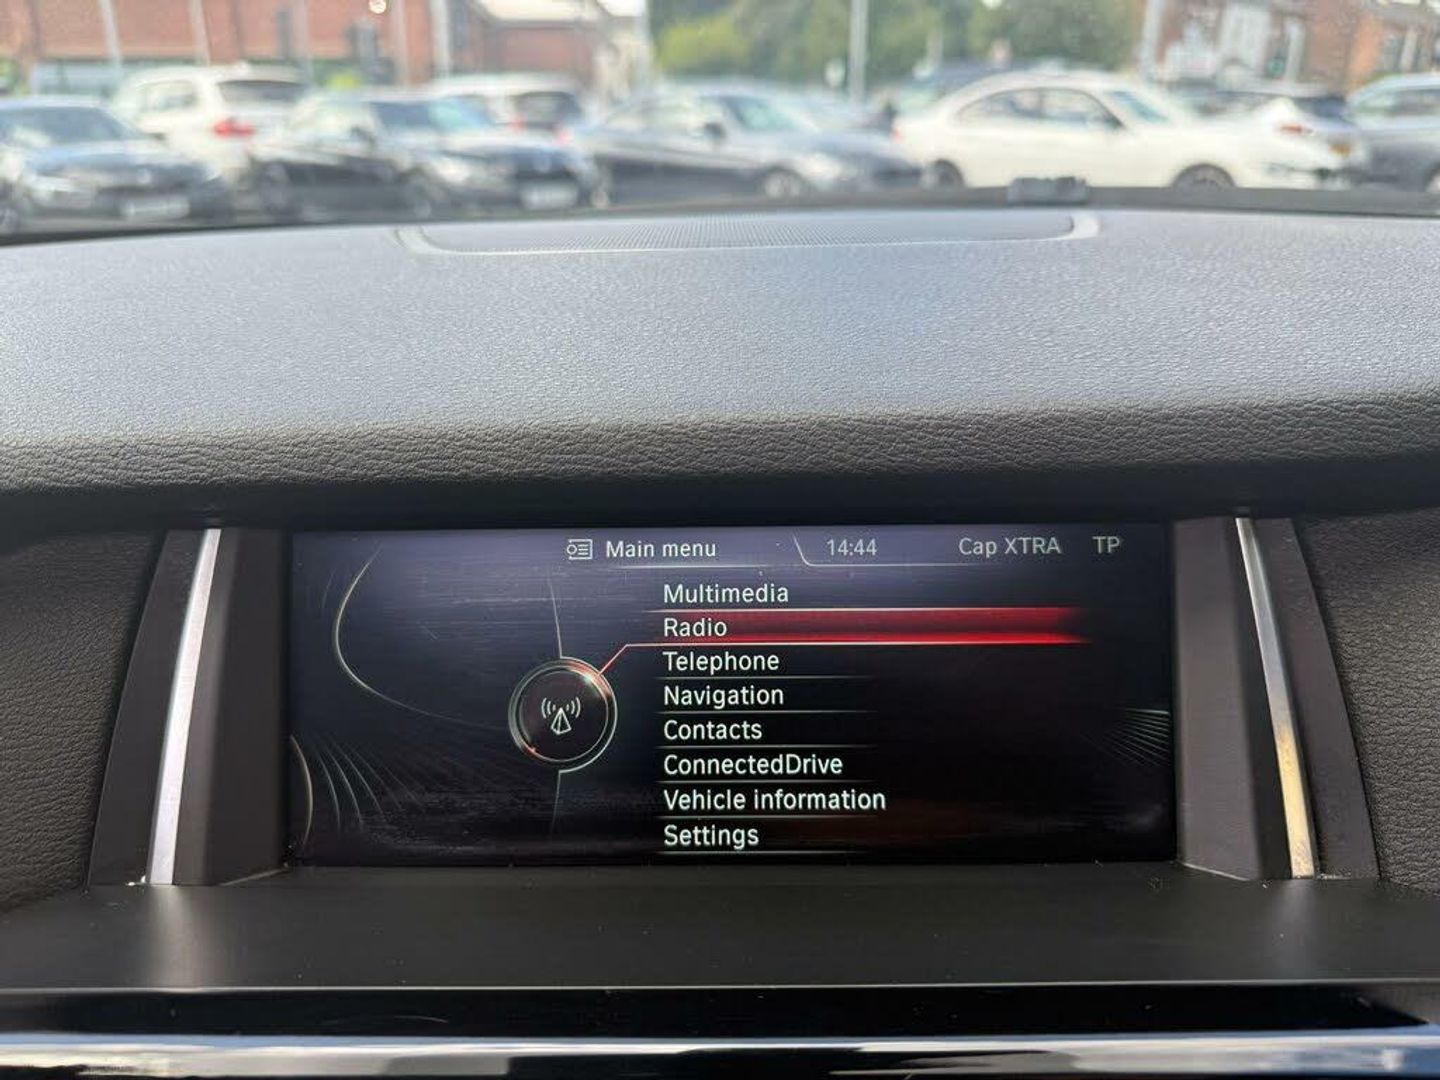 Main menu 14:44 Cap XTRA TP
Multimedia
Radio
Telephone
Navigation
Contacts
ConnectedDrive
Vehicle information
Settings